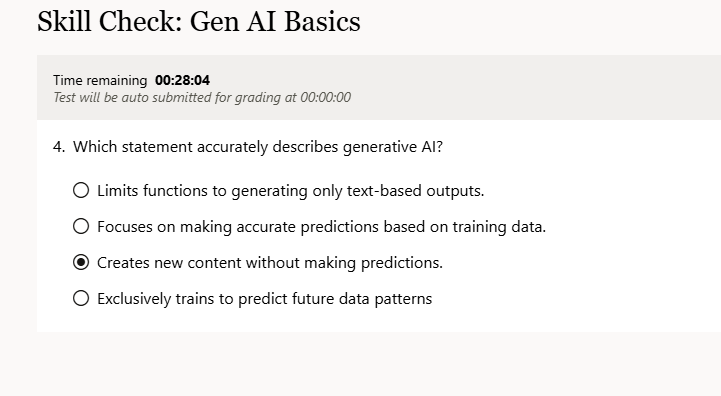 Skill Check: Gen AI Basics
Time remaining 00:28:04
Test will be auto submitted for grading at 00:00:00
4. Which statement accurately describes generative AI?
Limits functions to generating only text-based outputs.
Focuses on making accurate predictions based on training data.
Creates new content without making predictions.
Exclusively trains to predict future data patterns